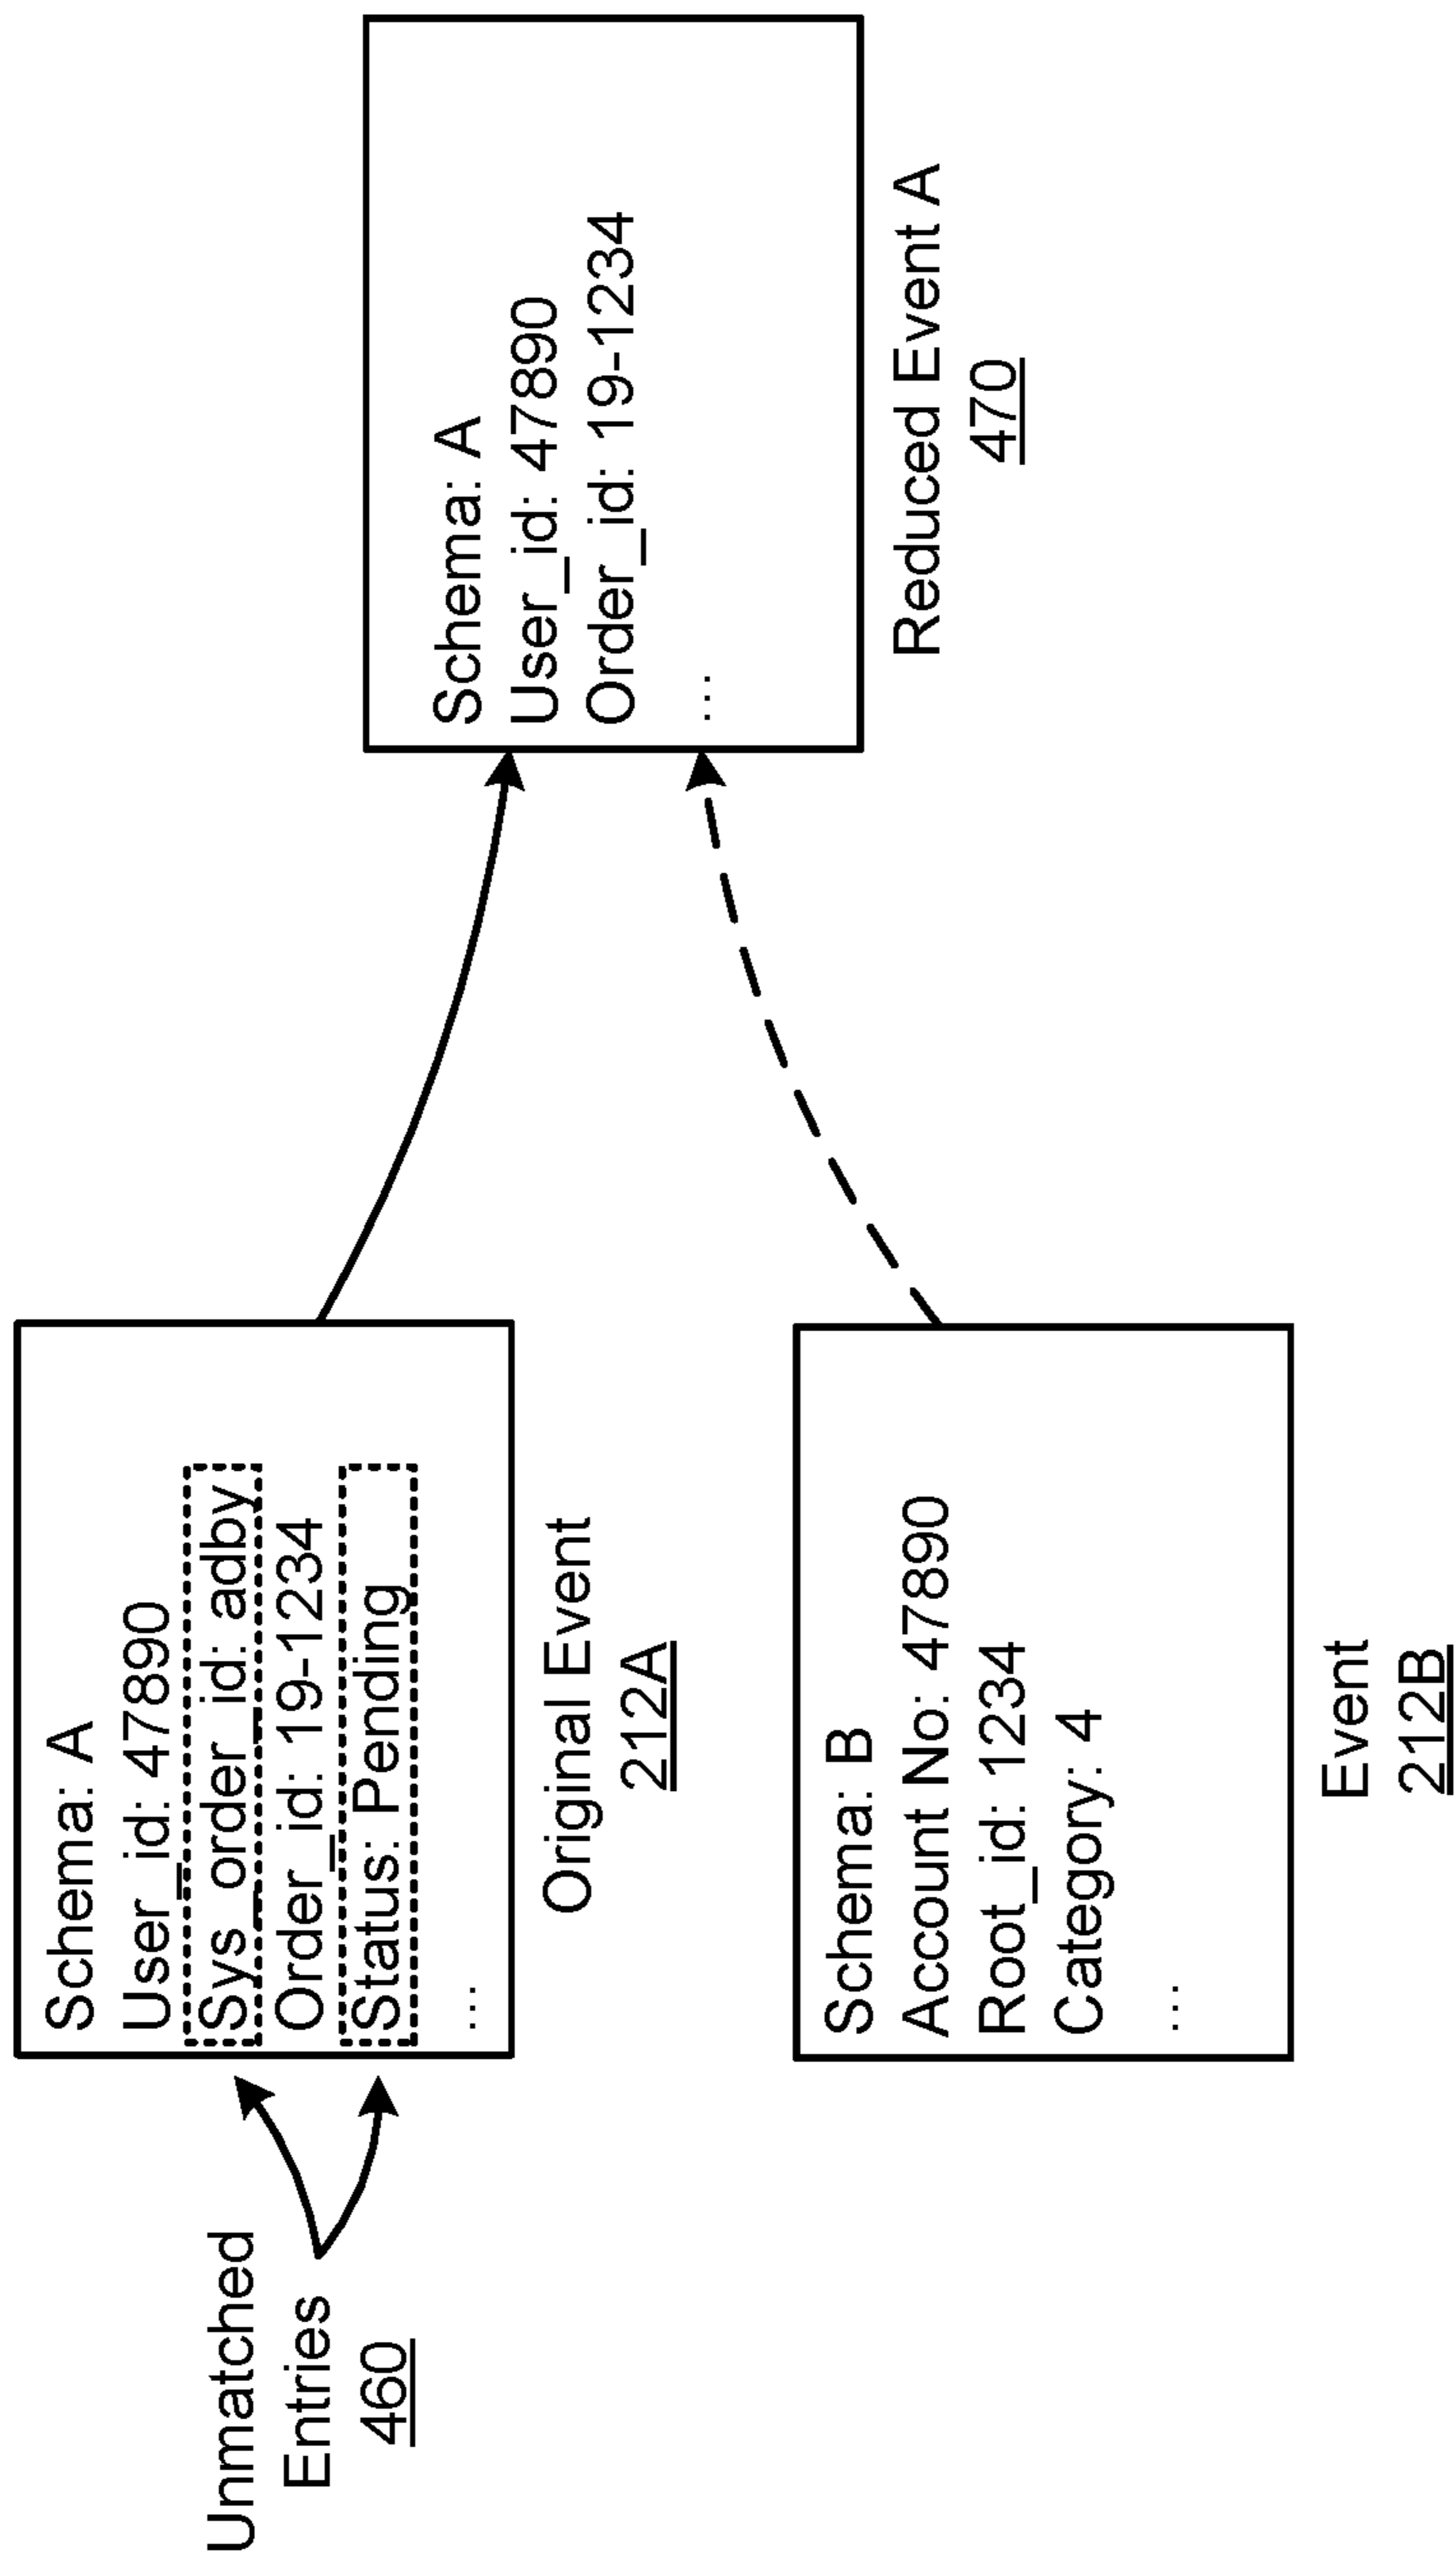 Unmatched
Entries
460
Schema: A
User_id: 47890
Sys_order_id: adby
Order_id: 19-1234
Status: Pending
...
Original Event
212A
Schema: B
Account No: 47890
Root_id: 1234
Category: 4
...
Event
212B
Schema: A
User_id: 47890
Order_id: 19-1234
...
Reduced Event A
470